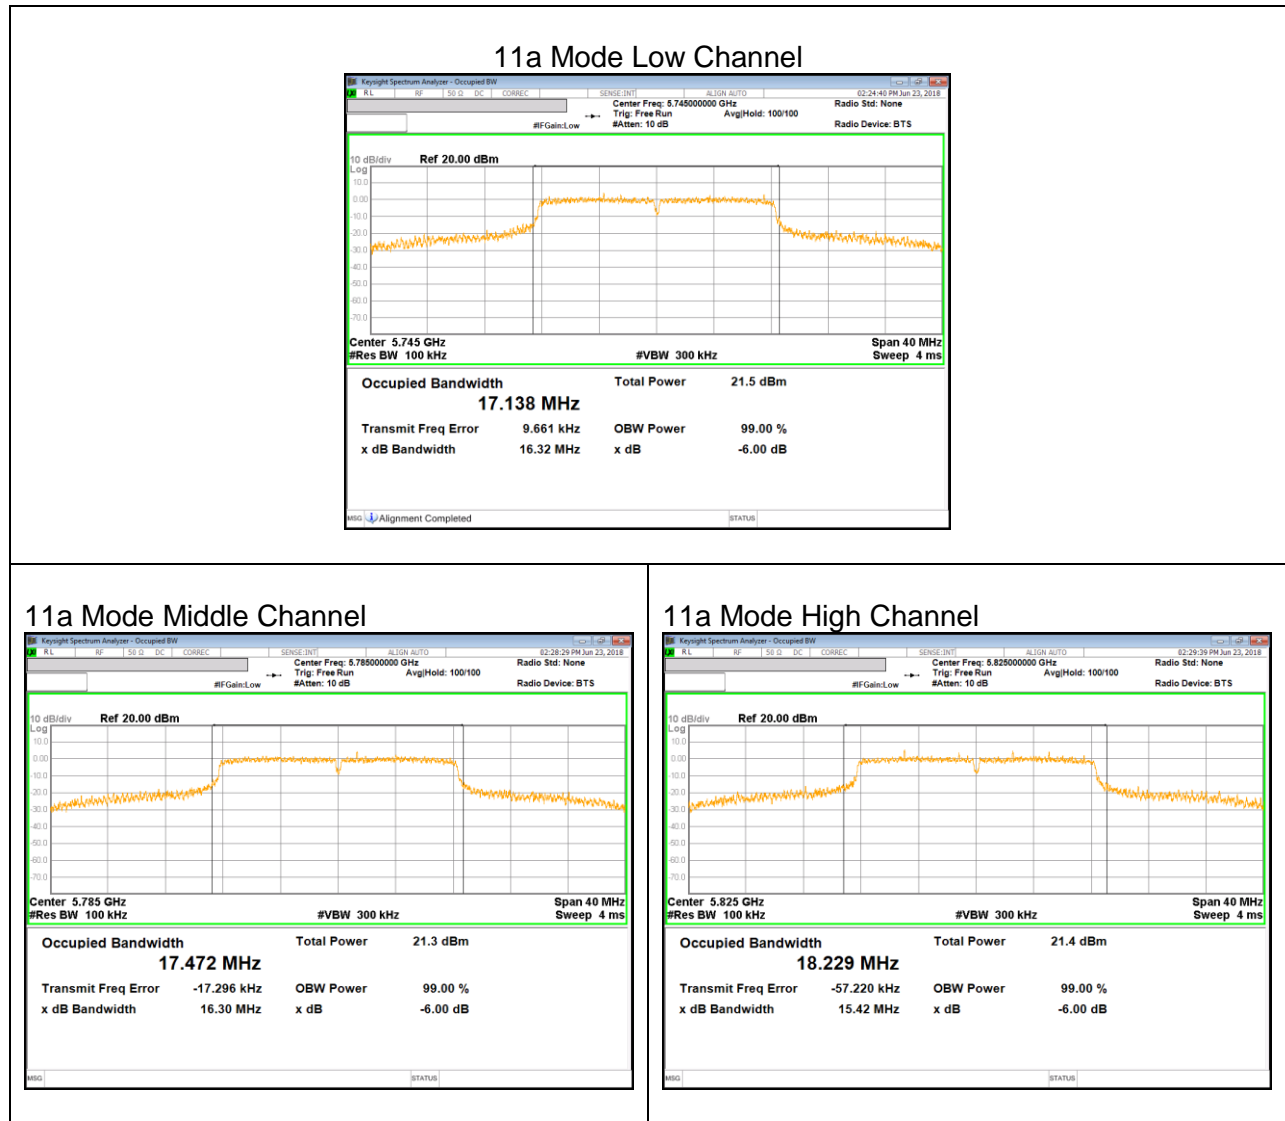 11a Mode Low Channel
Keysight Spectrum Analyzer - Occupied BW
RL RF 50 Ω DC CORREC SENSE:INT ALIGN AUTO 02:24:40 PM Jun 23, 2018
Center Freq: 5.745000000 GHz Radio Std: None
Trig: Free Run Avg|Hold: 100/100
#IFGain:Low #Atten: 10 dB Radio Device: BTS
10 dB/div Ref 20.00 dBm
Log
10.0
0.00
-10.0
-20.0
-30.0
-40.0
-50.0
-60.0
-70.0
Center 5.745 GHz Span 40 MHz
#Res BW 100 kHz #VBW 300 kHz Sweep 4 ms
Occupied Bandwidth Total Power 21.5 dBm
17.138 MHz
Transmit Freq Error 9.661 kHz OBW Power 99.00 %
x dB Bandwidth 16.32 MHz x dB -6.00 dB
MSG Alignment Completed STATUS
11a Mode Middle Channel
Keysight Spectrum Analyzer - Occupied BW
RL RF 50 Ω DC CORREC SENSE:INT ALIGN AUTO 02:28:29 PM Jun 23, 2018
Center Freq: 5.785000000 GHz Radio Std: None
Trig: Free Run Avg|Hold: 100/100
#IFGain:Low #Atten: 10 dB Radio Device: BTS
10 dB/div Ref 20.00 dBm
Log
10.0
0.00
-10.0
-20.0
-30.0
-40.0
-50.0
-60.0
-70.0
Center 5.785 GHz Span 40 MHz
#Res BW 100 kHz #VBW 300 kHz Sweep 4 ms
Occupied Bandwidth Total Power 21.3 dBm
17.472 MHz
Transmit Freq Error -17.296 kHz OBW Power 99.00 %
x dB Bandwidth 16.30 MHz x dB -6.00 dB
MSG STATUS
11a Mode High Channel
Keysight Spectrum Analyzer - Occupied BW
RL RF 50 Ω DC CORREC SENSE:INT ALIGN AUTO 02:29:39 PM Jun 23, 2018
Center Freq: 5.825000000 GHz Radio Std: None
Trig: Free Run Avg|Hold: 100/100
#IFGain:Low #Atten: 10 dB Radio Device: BTS
10 dB/div Ref 20.00 dBm
Log
10.0
0.00
-10.0
-20.0
-30.0
-40.0
-50.0
-60.0
-70.0
Center 5.825 GHz Span 40 MHz
#Res BW 100 kHz #VBW 300 kHz Sweep 4 ms
Occupied Bandwidth Total Power 21.4 dBm
18.229 MHz
Transmit Freq Error -57.220 kHz OBW Power 99.00 %
x dB Bandwidth 15.42 MHz x dB -6.00 dB
MSG STATUS